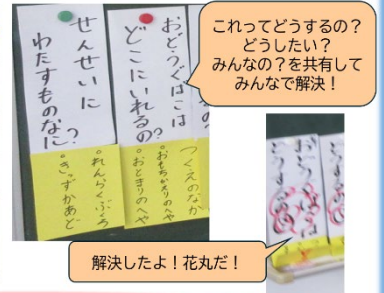 これってどうするの？
どうしたい？
みんなの？を共有して
みんなで解決！
おどうぐばこは
どこにいれるの？
つくえのなか
。おもちかえりのへや
。おとまりのへや
せんせいに
わたすものなに？
。れんらくぶくろ
。きゅずかあど
解決したよ！花丸だ！